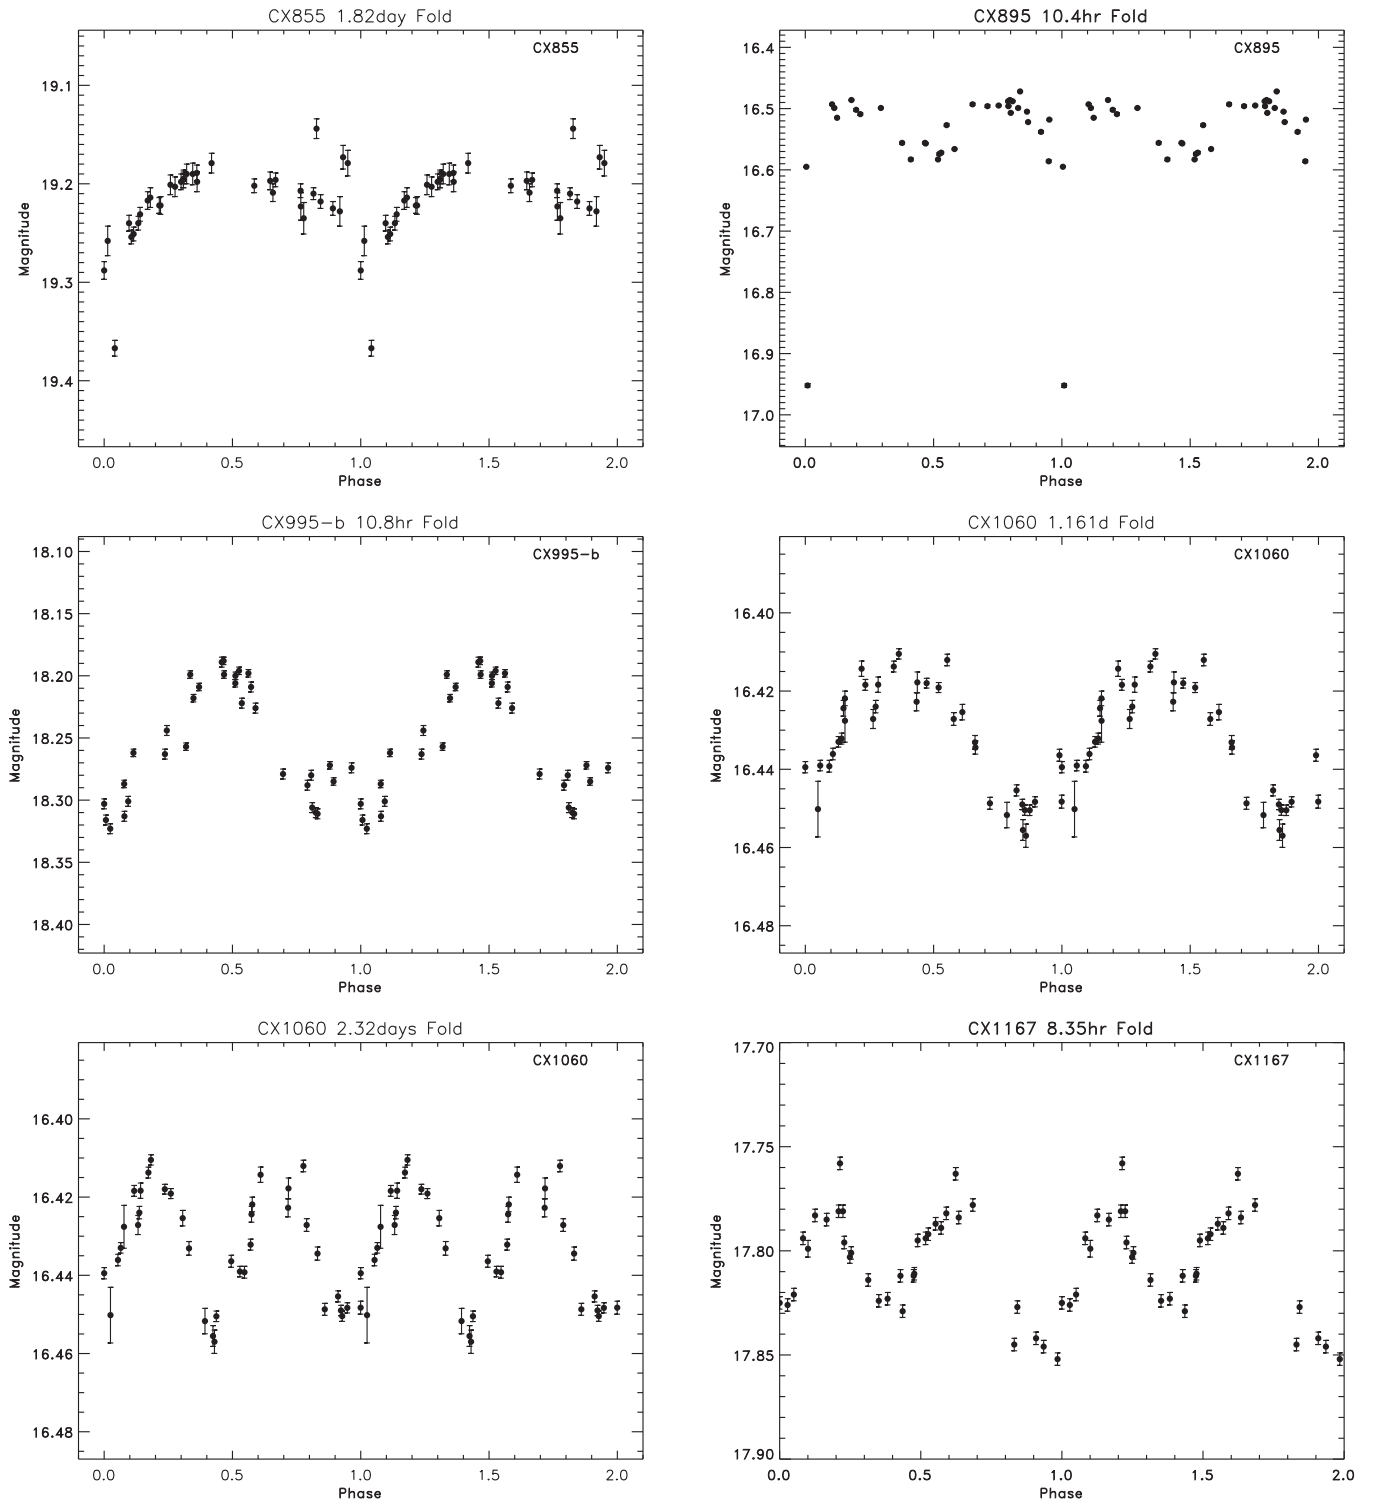 CX855 1.82day Fold
CX855
19.1
19.2
19.3
19.4
Magnitude
0.0 0.5 1.0 1.5 2.0
Phase
CX895 10.4hr Fold
CX895
16.4
16.5
16.6
16.7
16.8
16.9
17.0
Magnitude
0.0 0.5 1.0 1.5 2.0
Phase
CX995-b 10.8hr Fold
CX995-b
18.10
18.15
18.20
18.25
18.30
18.35
18.40
Magnitude
0.0 0.5 1.0 1.5 2.0
Phase
CX1060 1.161d Fold
CX1060
16.40
16.42
16.44
16.46
16.48
Magnitude
0.0 0.5 1.0 1.5 2.0
Phase
CX1060 2.32days Fold
CX1060
16.40
16.42
16.44
16.46
16.48
Magnitude
0.0 0.5 1.0 1.5 2.0
Phase
CX1167 8.35hr Fold
CX1167
17.70
17.75
17.80
17.85
17.90
Magnitude
0.0 0.5 1.0 1.5 2.0
Phase